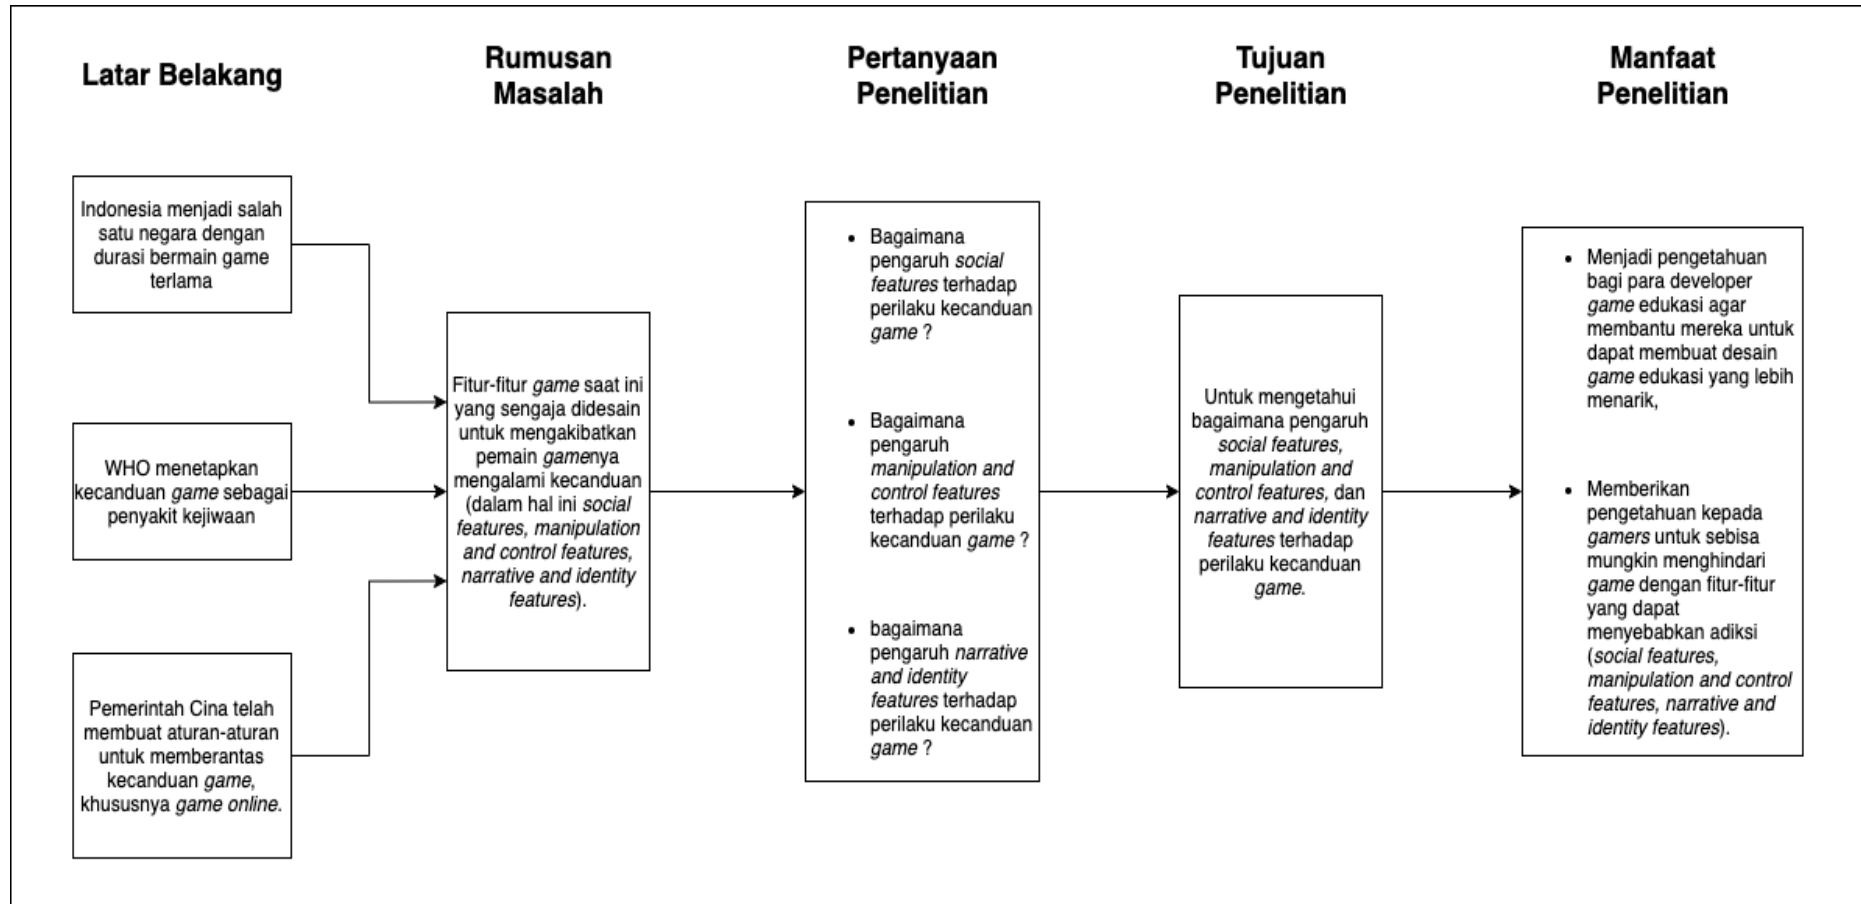 Latar Belakang
Rumusan
Masalah
Pertanyaan
Penelitian
Tujuan
Penelitian
Manfaat
Penelitian
Indonesia menjadi salah
satu negara dengan
durasi bermain game
terlama
WHO menetapkan
kecanduan game sebagai
penyakit kejiwaan
Pemerintah Cina telah
membuat aturan-aturan
untuk memberantas
kecanduan game,
khususnya game online.
Fitur-fitur game saat ini
yang sengaja didesain
untuk mengakibatkan
pemain gamenya
mengalami kecanduan
(dalam hal ini social
features, manipulation
and control features,
narrative and identity
features).
• Bagaimana
pengaruh social
features terhadap
perilaku kecanduan
game ?
• Bagaimana
pengaruh
manipulation and
control features
terhadap perilaku
kecanduan game ?
• bagaimana
pengaruh narrative
and identity
features terhadap
perilaku kecanduan
game ?
Untuk mengetahui
bagaimana pengaruh
social features,
manipulation and
control features, dan
narrative and identity
features terhadap
perilaku kecanduan
game.
• Menjadi pengetahuan
bagi para developer
game edukasi agar
membantu mereka untuk
dapat membuat desain
game edukasi yang lebih
menarik,
• Memberikan
pengetahuan kepada
gamers untuk sebisa
mungkin menghindari
game dengan fitur-fitur
yang dapat
menyebabkan adiksi
(social features,
manipulation and control
features, narrative and
identity features).